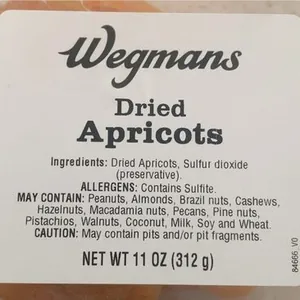 Wegmans
Dried
Apricots
Ingredients: Dried Apricots, Sulfur dioxide
(preservative).
ALLERGENS: Contains Sulfite.
MAY CONTAIN: Peanuts, Almonds, Brazil nuts, Cashews,
Hazelnuts, Macadamia nuts, Pecans, Pine nuts,
Pistachios, Walnuts, Coconut, Milk, Soy and Wheat.
CAUTION: May contain pits and/or pit fragments.
NET WT 11 OZ (312 g)
84666 V0